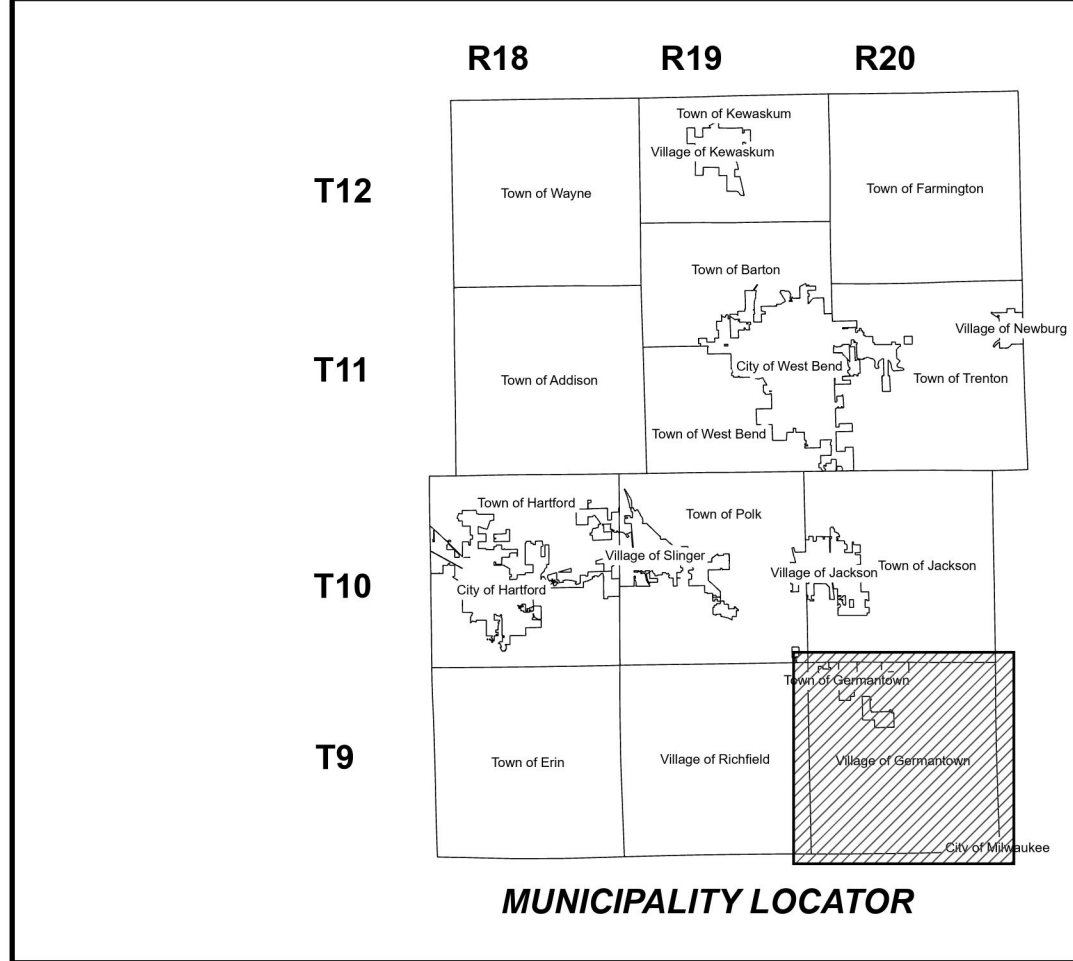 R18
R19
R20
T12
Town of Kewaskum
Village of Kewaskum
Town of Wayne
Town of Farmington
T11
Town of Barton
Village of Newburg
City of West Bend
Town of Addison
Town of Trenton
Town of West Bend
T10
Town of Hartford
Town of Polk
Village of Slinger
Town of Jackson
Village of Jackson
City of Hartford
T9
Town of Germantown
Town of Erin
Village of Richfield
Village of Germantown
City of Milwaukee
MUNICIPALITY LOCATOR